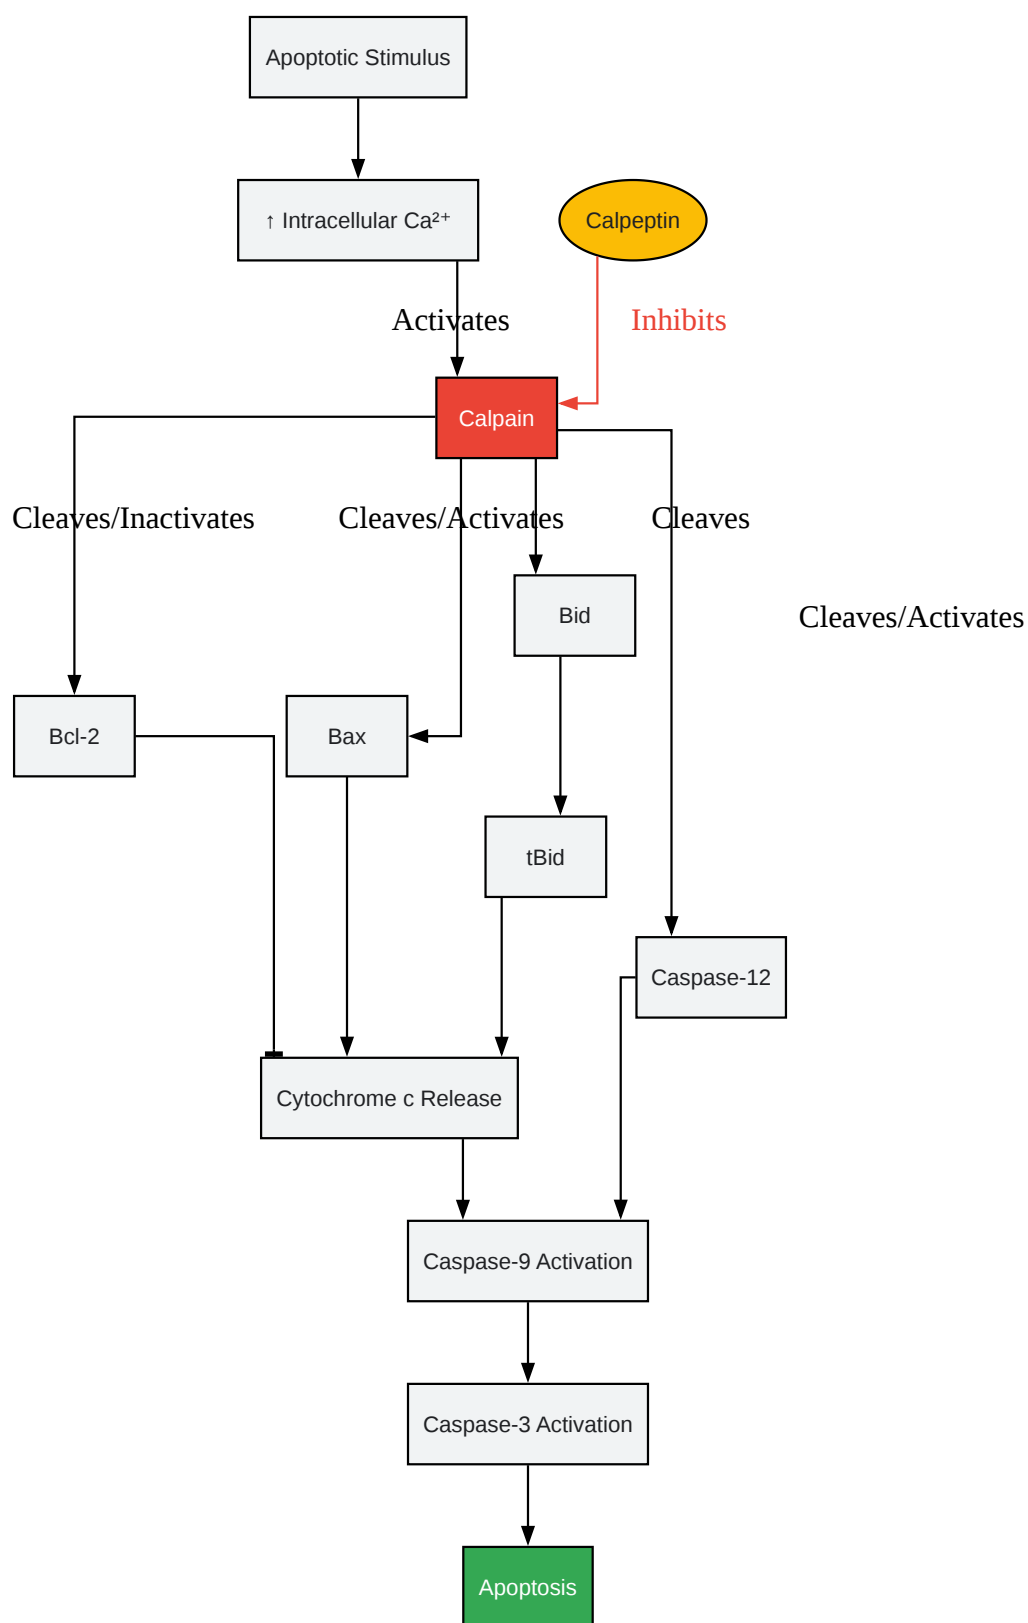 Apoptotic Stimulus
↑ Intracellular Ca²⁺
Calpeptin
Activates
Inhibits
Calpain
Cleaves/Inactivates
Cleaves/Activates
Cleaves
Bid
Cleaves/Activates
Bcl-2
Bax
tBid
Caspase-12
Cytochrome c Release
Caspase-9 Activation
Caspase-3 Activation
Apoptosis